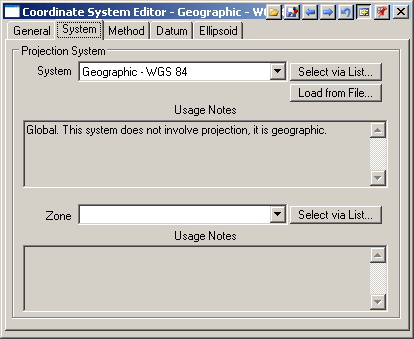 Coordinate System Editor - Geographic - WG
General System Method Datum Ellipsoid
Projection System
System Geographic - WGS 84 Select via List...
Load from File...
Usage Notes
Global. This system does not involve projection, it is geographic.
Zone Select via List...
Usage Notes